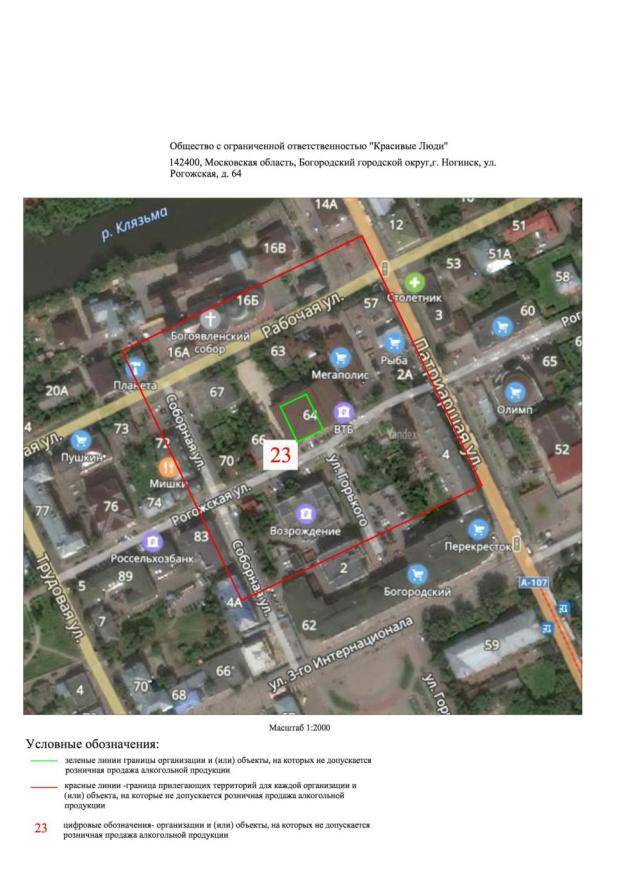 Общество с ограниченной ответственностью "Красивые Люди"
142400, Московская область, Богородский городской округ,г. Ногинск, ул.
Рогожская, д. 64
р. Клязьма
14А
12
51
16В
53
51А
58
Столетник
57
3
16Б
Рабочая ул.
Богоявленский
собор
16А
60
Рыба
63
Мегаполис
2А
Патриаршая ул.
65
Планета
20А
67
Олимп
Соборная ул.
64
ВТБ
Yandex
73
72
66
Пушкин
52
23
4
70
Мишки
74
76
77
Рогожская ул.
ул. Горького
Возрождение
83
Россельхозбанк
Перекресток
89
5
Соборная ул.
2
Богородский
А-107
Трудовая ул.
7
4А
62
ул. 3-го Интернационала
59
66
4
70
68
Масштаб 1:2000
Условные обозначения:
зеленые линии границы организации и (или) объекты, на которых не допускается
розничная продажа алкогольной продукции
красные линии -граница прилегающих территорий для каждой организации и
(или) объекта, на которые не допускается розничная продажа алкогольной
продукции
23
цифровые обозначения- организации и (или) объекты, на которых не допускается
розничная продажа алкогольной продукции